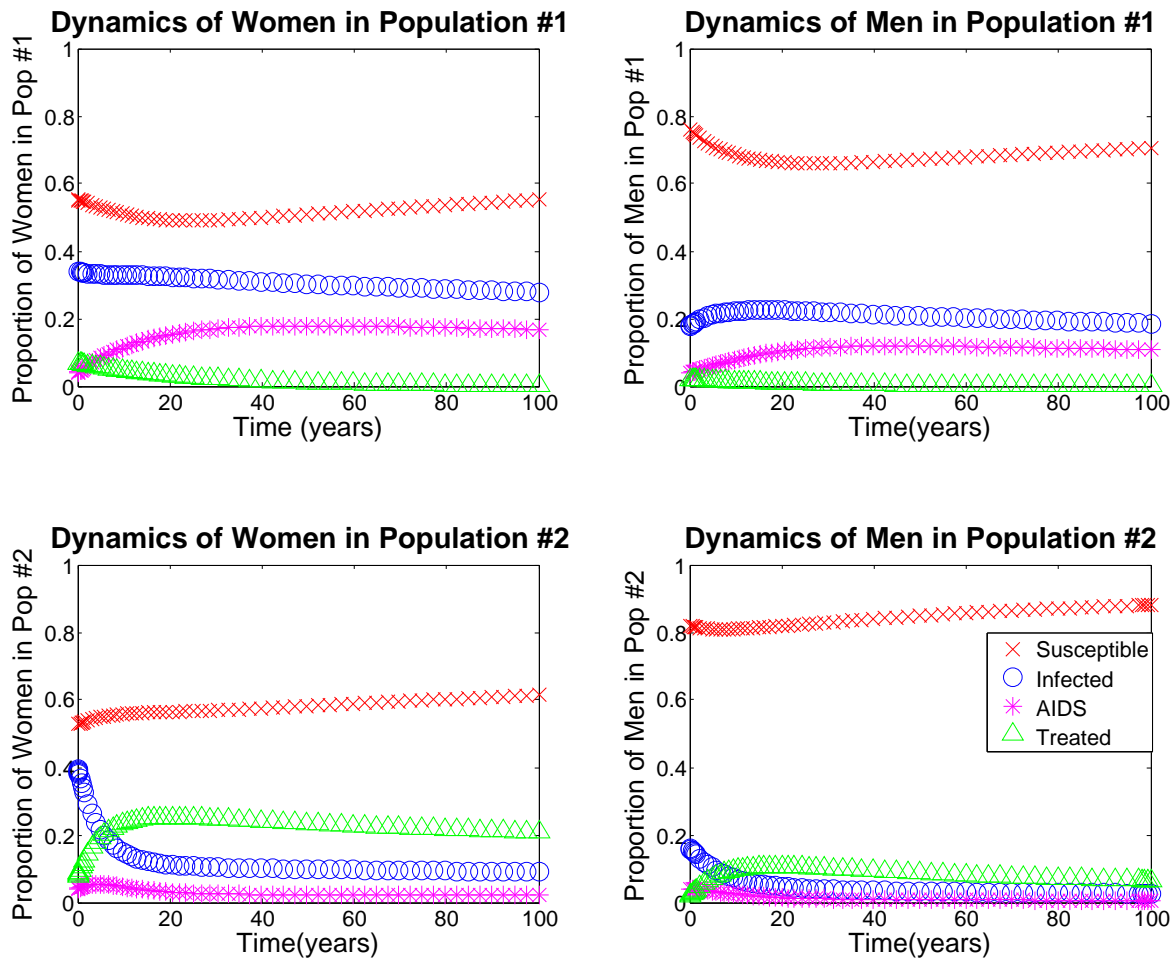 Dynamics of Women in Population #1
Proportion of Women in Pop #1
1
0.8
0.6
0.4
0.2
0
0 20 40 60 80 100
Time (years)
Dynamics of Men in Population #1
Proportion of Men in Pop #1
1
0.8
0.6
0.4
0.2
0
0 20 40 60 80 100
Time(years)
Dynamics of Women in Population #2
Proportion of Women in Pop #2
1
0.8
0.6
0.4
0.2
0
0 20 40 60 80 100
Time(years)
Dynamics of Men in Population #2
Proportion of Men in Pop #2
1
0.8
0.6
0.4
0.2
0
0 20 40 60 80 100
Time(years)
Susceptible
Infected
AIDS
Treated